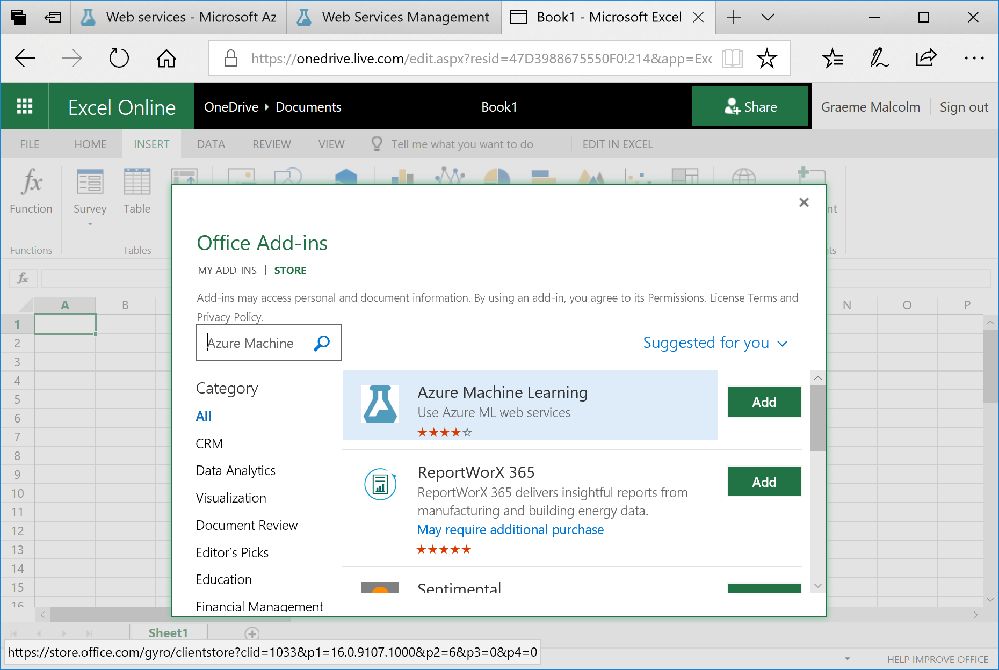 Web services - Microsoft Az
Web Services Management
Book1 - Microsoft Excel
https://onedrive.live.com/edit.aspx?resid=47D3988675550F0!214&app=Exc
Excel Online
OneDrive
Documents
Book1
Share
Graeme Malcolm
Sign out
FILE
HOME
INSERT
DATA
REVIEW
VIEW
Tell me what you want to do
EDIT IN EXCEL
fx
Function
Survey
Table
nt
Functions
Tables
ts
fx
Office Add-ins
MY ADD-INS | STORE
Add-ins may access personal and document information. By using an add-in, you agree to its Permissions, License Terms and
Privacy Policy.
Azure Machine
Suggested for you
Category
All
CRM
Data Analytics
Visualization
Document Review
Editor’s Picks
Education
Financial Management
Azure Machine Learning
Use Azure ML web services
Add
ReportWorX 365
ReportWorX 365 delivers insightful reports from
manufacturing and building energy data.
May require additional purchase
Add
Sentimental
A
B
N
O
P
1
2
3
4
5
6
7
8
9
10
11
12
13
14
15
16
Sheet1
https://store.office.com/gyro/clientstore?clid=1033&p1=16.0.9107.1000&p2=6&p3=0&p4=0
HELP IMPROVE OFFICE